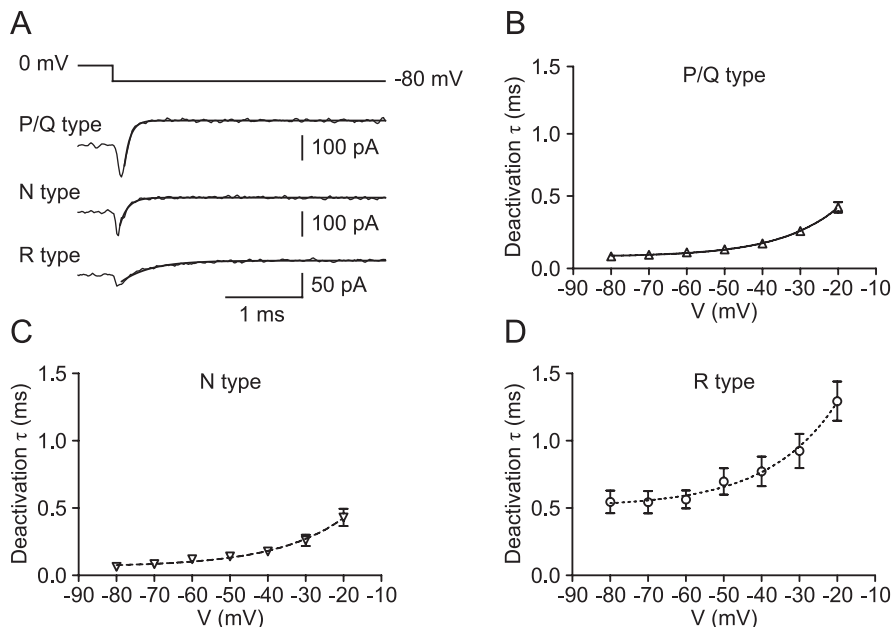 A
0 mV
-80 mV
P/Q type
100 pA
N type
100 pA
R type
50 pA
1 ms
B
P/Q type
Deactivation τ (ms)
1.5
1.0
0.5
0.0
-90 -80 -70 -60 -50 -40 -30 -20 -10
V (mV)
C
N type
Deactivation τ (ms)
1.5
1.0
0.5
0.0
-90 -80 -70 -60 -50 -40 -30 -20 -10
V (mV)
D
R type
Deactivation τ (ms)
1.5
1.0
0.5
0.0
-90 -80 -70 -60 -50 -40 -30 -20 -10
V (mV)